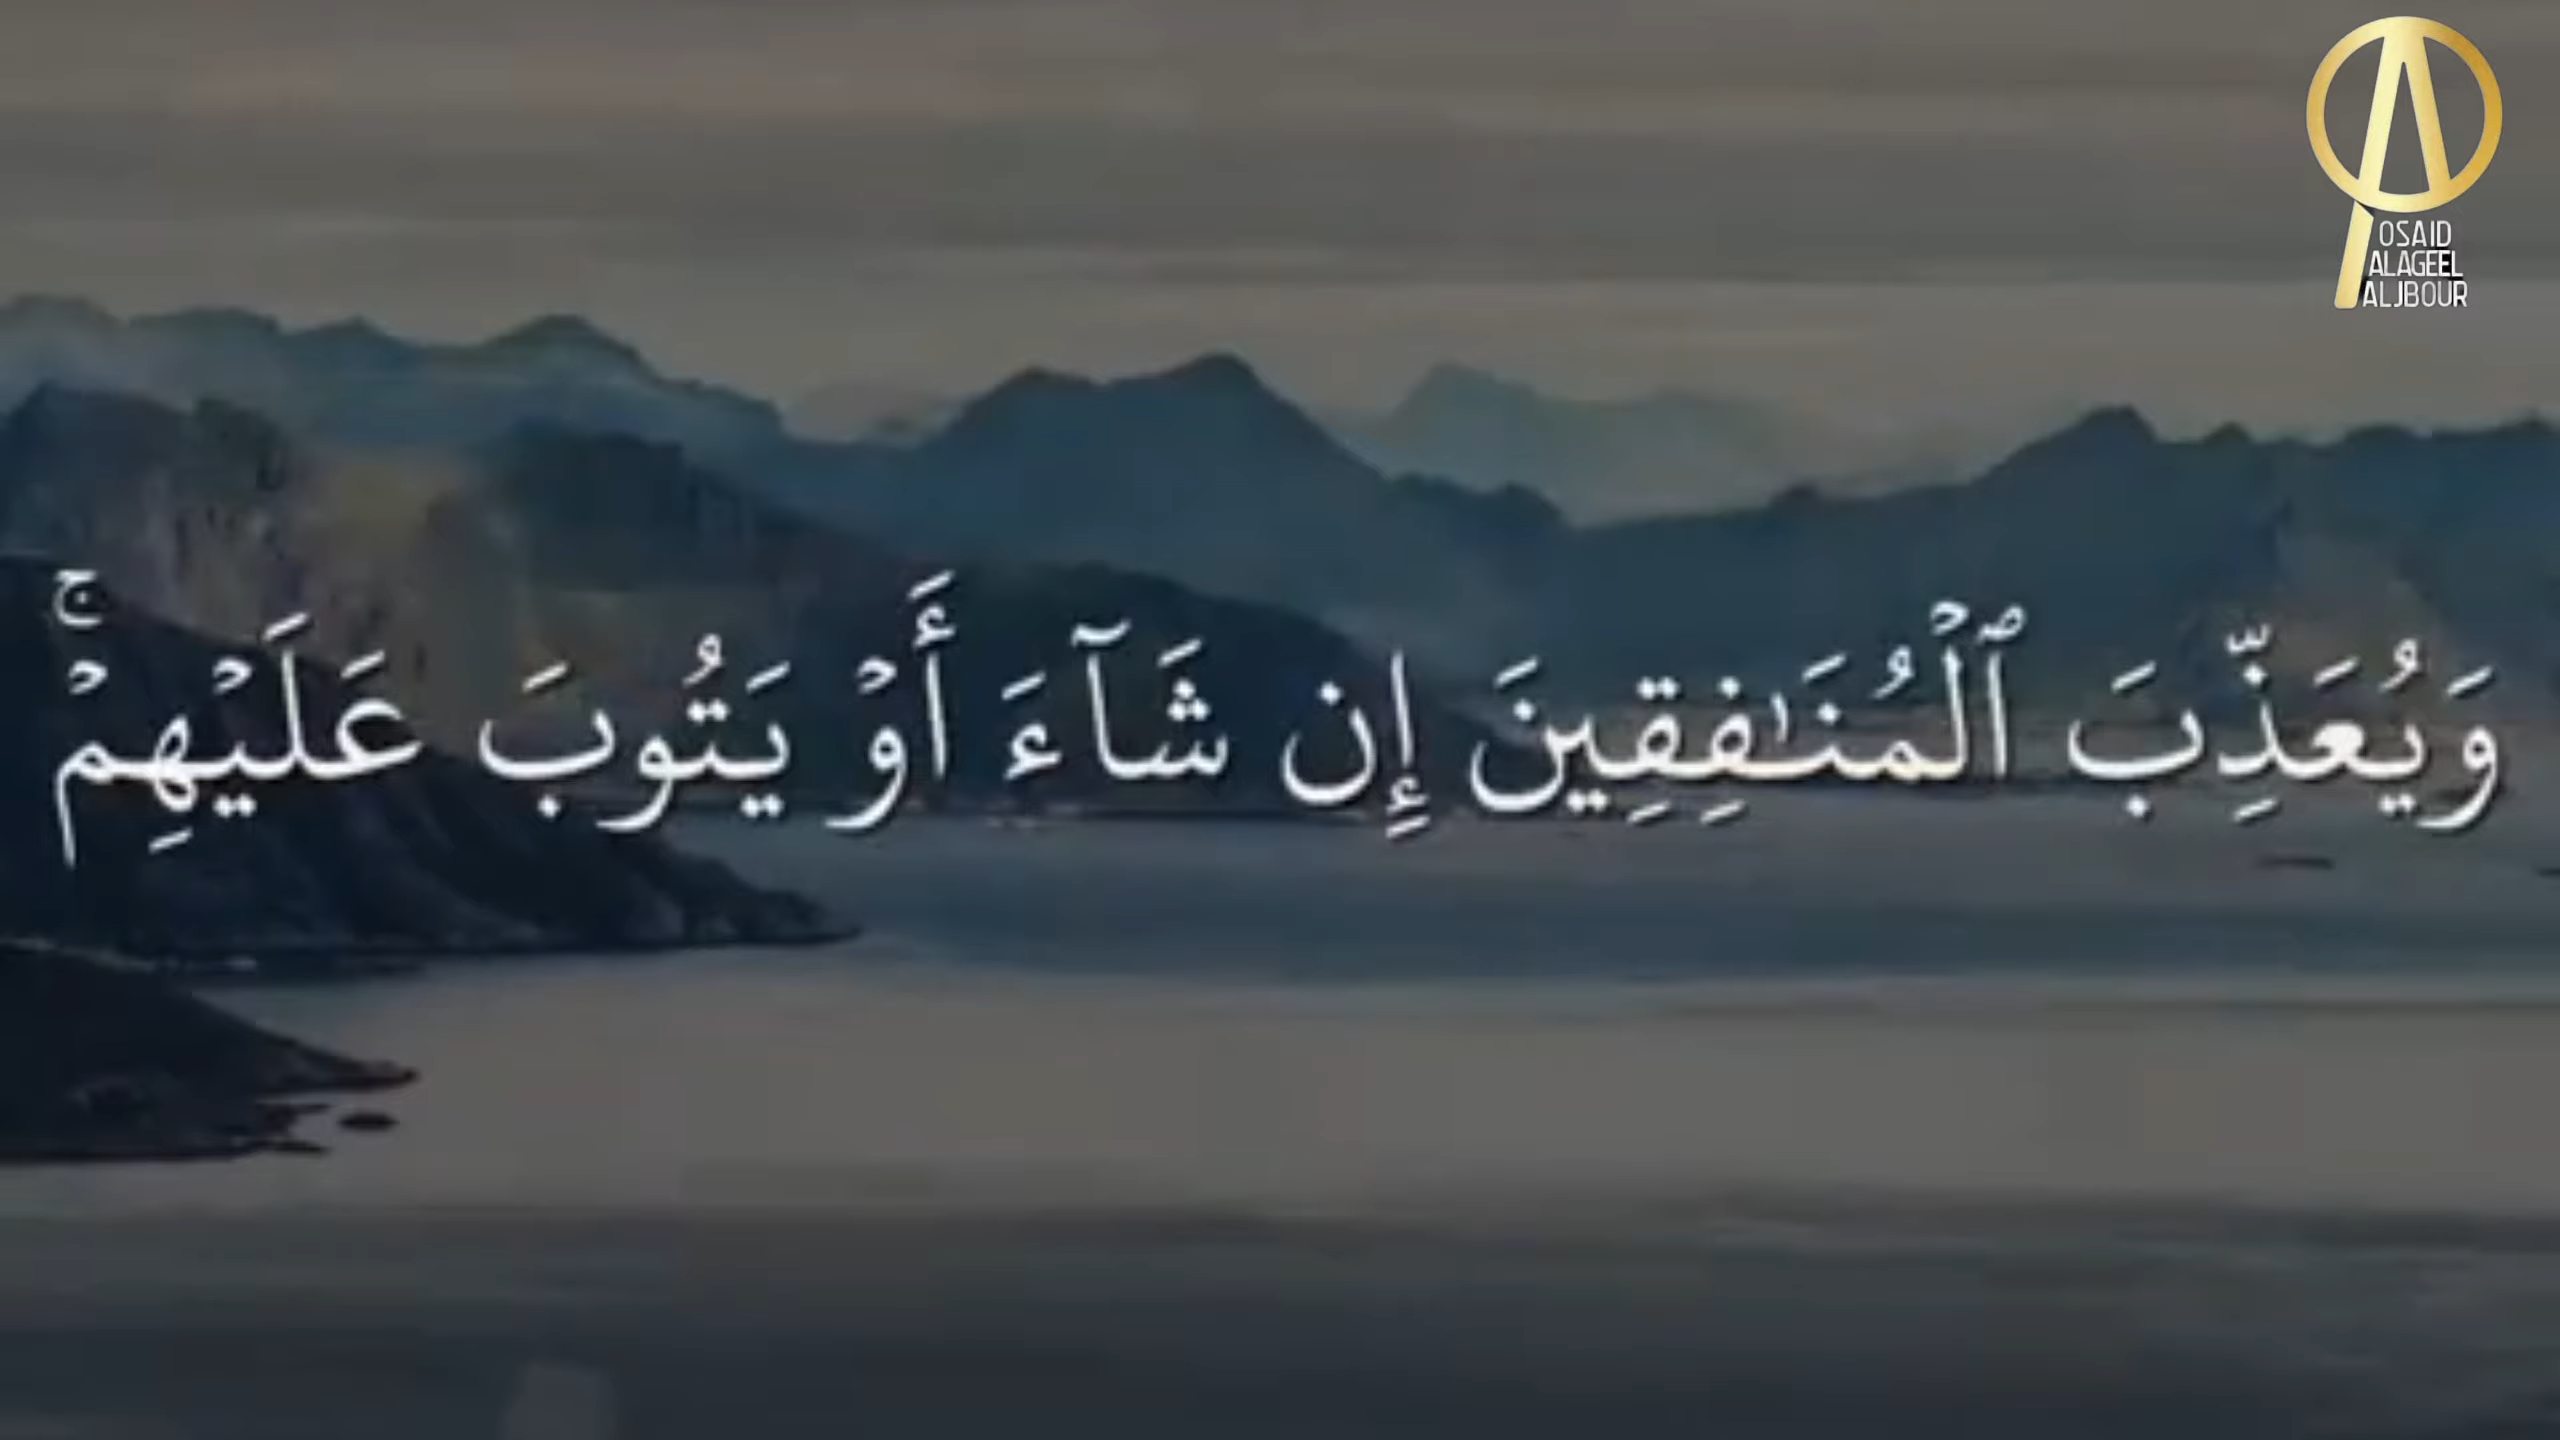 OSAID
ALAGEEL
ALJBOUR
وَيُعَذِّبَ ٱلۡمُنَٰفِقِينَ إِن شَآءَ أَوۡ يَتُوبَ عَلَيۡهِمۡۚ